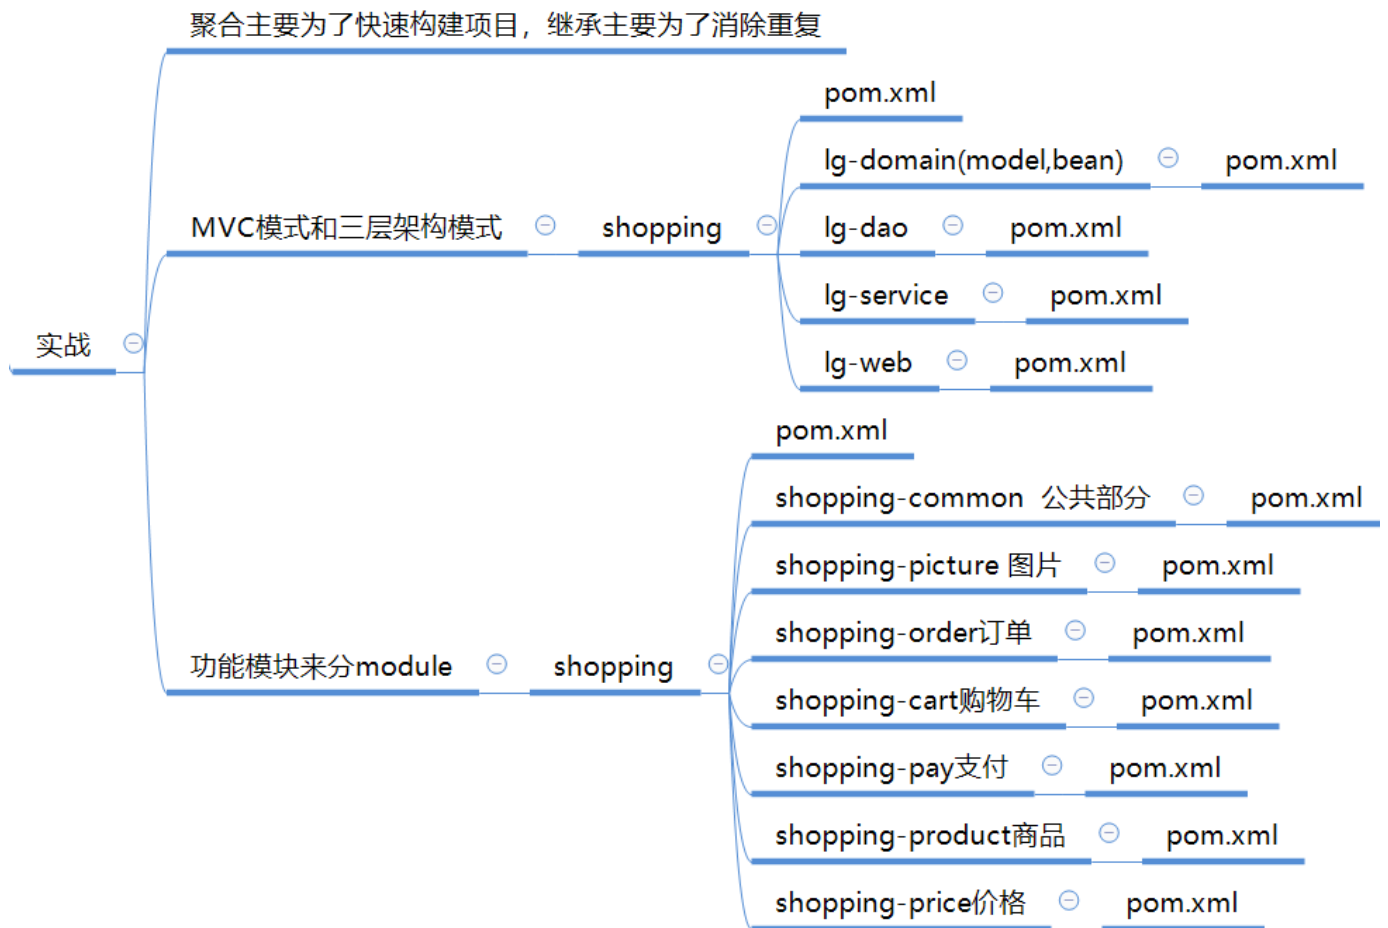 聚合主要为了快速构建项目，继承主要为了消除重复
pom.xml
lg-domain(model,bean) pom.xml
MVC模式和三层架构模式 shopping lg-dao pom.xml
lg-service pom.xml
实战
lg-web pom.xml
pom.xml
shopping-common 公共部分 pom.xml
shopping-picture 图片 pom.xml
shopping-order订单 pom.xml
功能模块来分module shopping
shopping-cart购物车 pom.xml
shopping-pay支付 pom.xml
shopping-product商品 pom.xml
shopping-price价格 pom.xml